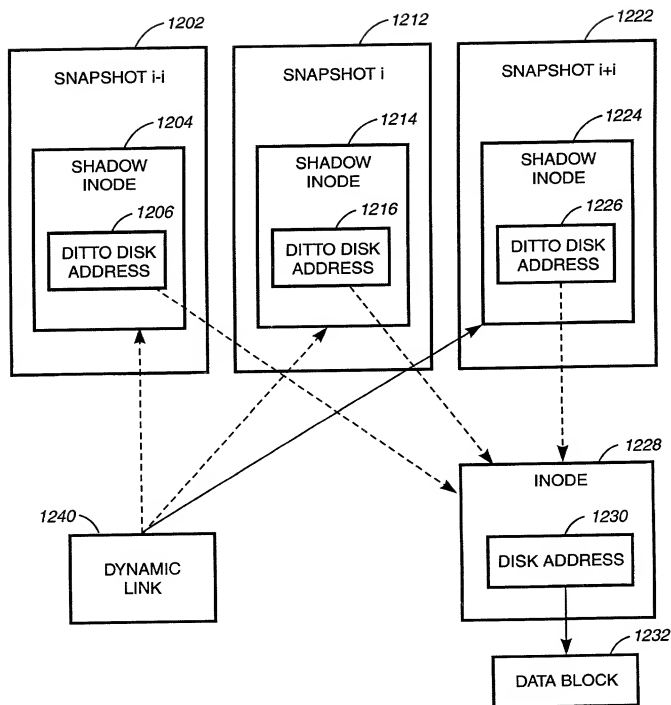 1202
1212
1222
SNAPSHOT i-i
SNAPSHOT i
SNAPSHOT i+i
1204
1214
1224
SHADOW
INODE
SHADOW
INODE
SHADOW
INODE
1206
1216
1226
DITTO DISK
ADDRESS
DITTO DISK
ADDRESS
DITTO DISK
ADDRESS
1228
INODE
1240
1230
DYNAMIC
LINK
DISK ADDRESS
1232
DATA BLOCK